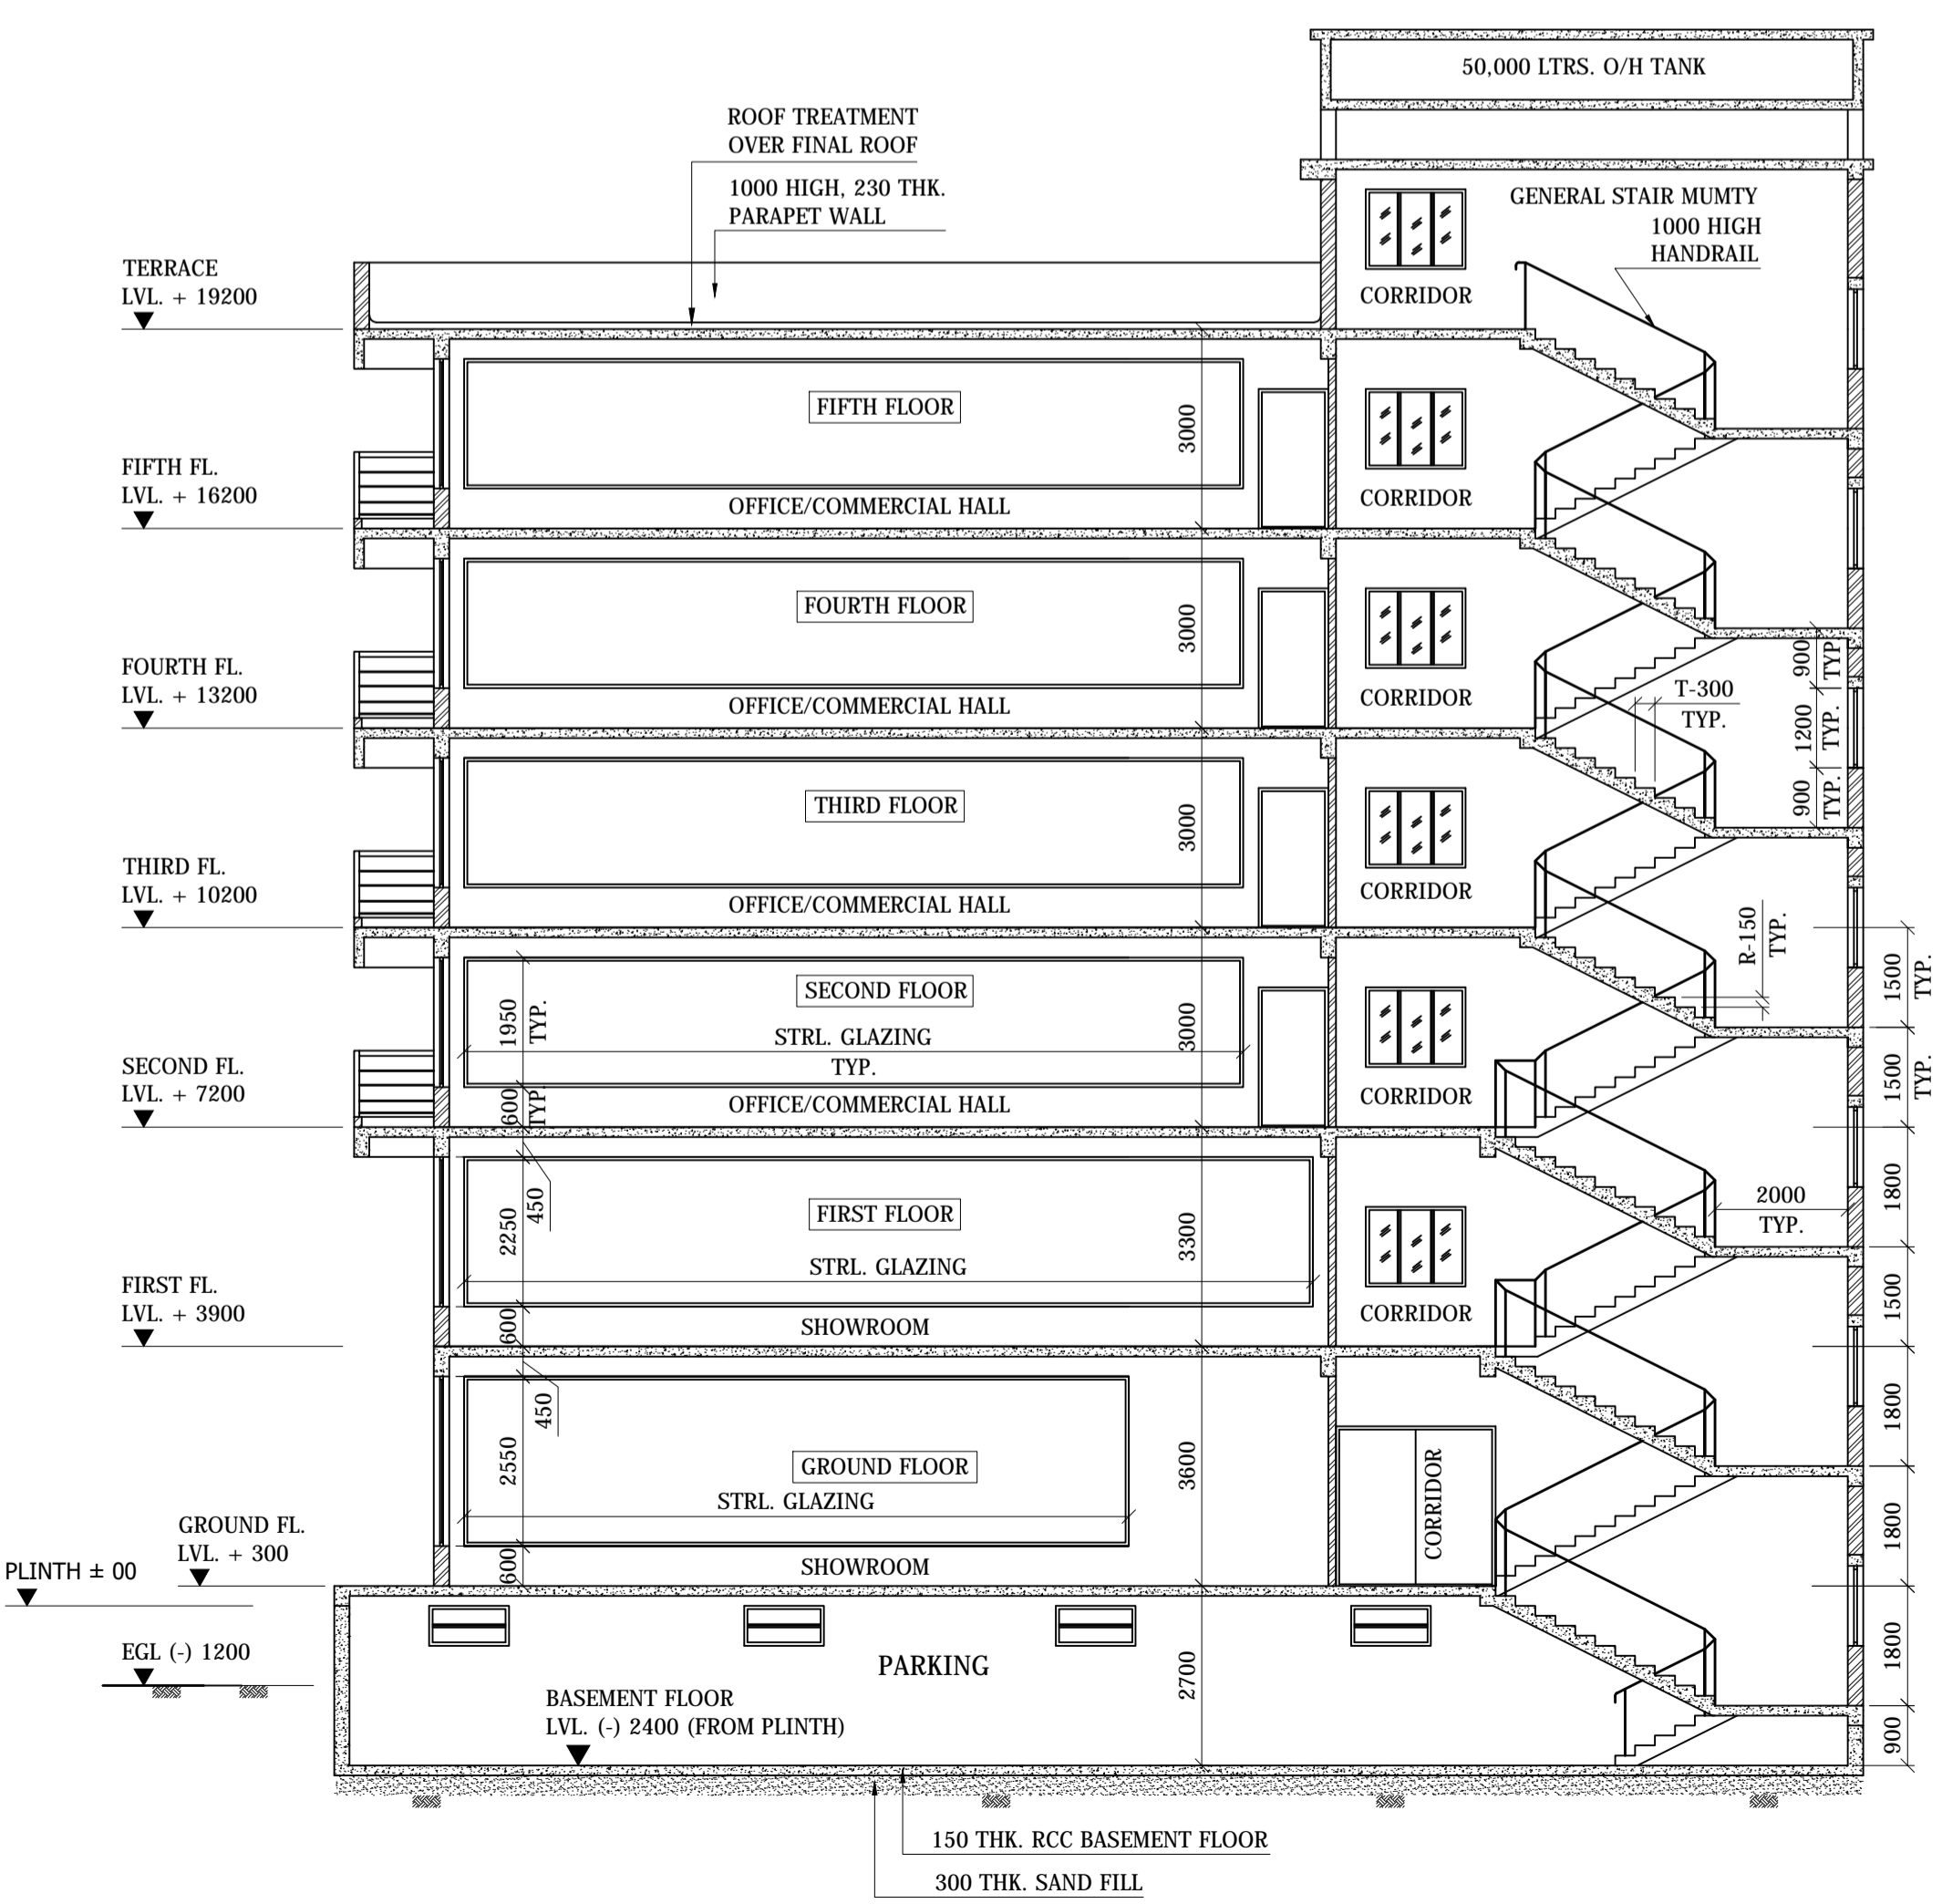 50,000 LTRS. O/H TANK
ROOF TREATMENT
OVER FINAL ROOF
1000 HIGH, 230 THK.
PARAPET WALL
GENERAL STAIR MUMTY
1000 HIGH
HANDRAIL
TERRACE
LVL. + 19200
CORRIDOR
FIFTH FLOOR
3000
FIFTH FL.
LVL. + 16200
OFFICE/COMMERCIAL HALL
CORRIDOR
FOURTH FLOOR
3000
900
TYP.
FOURTH FL.
LVL. + 13200
OFFICE/COMMERCIAL HALL
CORRIDOR
T-300
TYP.
1200
TYP.
THIRD FLOOR
3000
900
TYP.
THIRD FL.
LVL. + 10200
OFFICE/COMMERCIAL HALL
CORRIDOR
R-150
TYP.
1500
TYP.
SECOND FLOOR
1950
TYP.
STRL. GLAZING
TYP.
3000
SECOND FL.
LVL. + 7200
600
TYP.
OFFICE/COMMERCIAL HALL
CORRIDOR
1500
TYP.
450
2250
FIRST FLOOR
3300
2000
TYP.
1800
STRL. GLAZING
FIRST FL.
LVL. + 3900
600
SHOWROOM
CORRIDOR
1500
450
1800
2550
GROUND FLOOR
3600
CORRIDOR
STRL. GLAZING
GROUND FL.
LVL. + 300
600
SHOWROOM
1800
PLINTH ± 00
EGL (-) 1200
PARKING
2700
1800
BASEMENT FLOOR
LVL. (-) 2400 (FROM PLINTH)
900
150 THK. RCC BASEMENT FLOOR
300 THK. SAND FILL